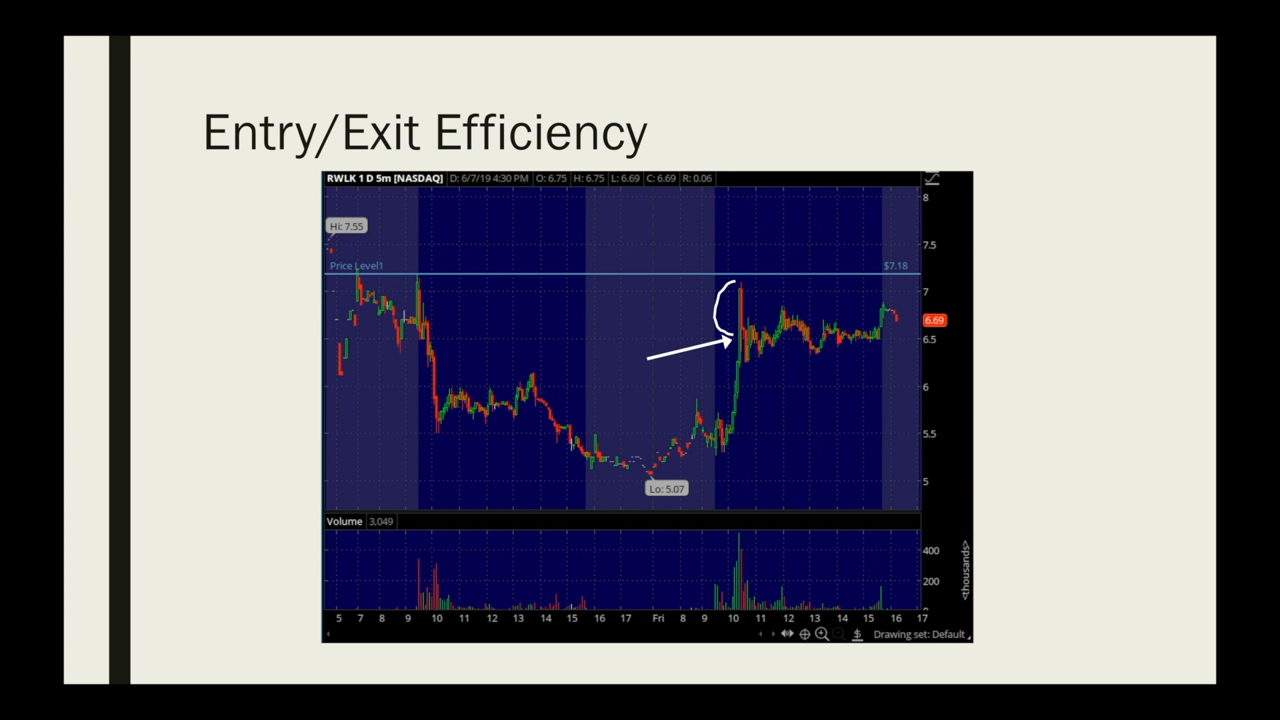 Entry/Exit Efficiency
RWLK 1 D 5m [NASDAQ] D: 6/7/19 4:30 PM O: 6.75 H: 6.75 L: 6.69 C: 6.69 R: 0.06
8
Hi: 7.55
7.5
Price Level1 $7.18
7
6.69
6.5
6
5.5
5
Lo: 5.07
Volume 3,049
400
200
0
<thousands>
5 7 8 9 10 11 12 13 14 15 16 17 Fri 8 9 10 11 12 13 14 15 16 17
Drawing set: Default